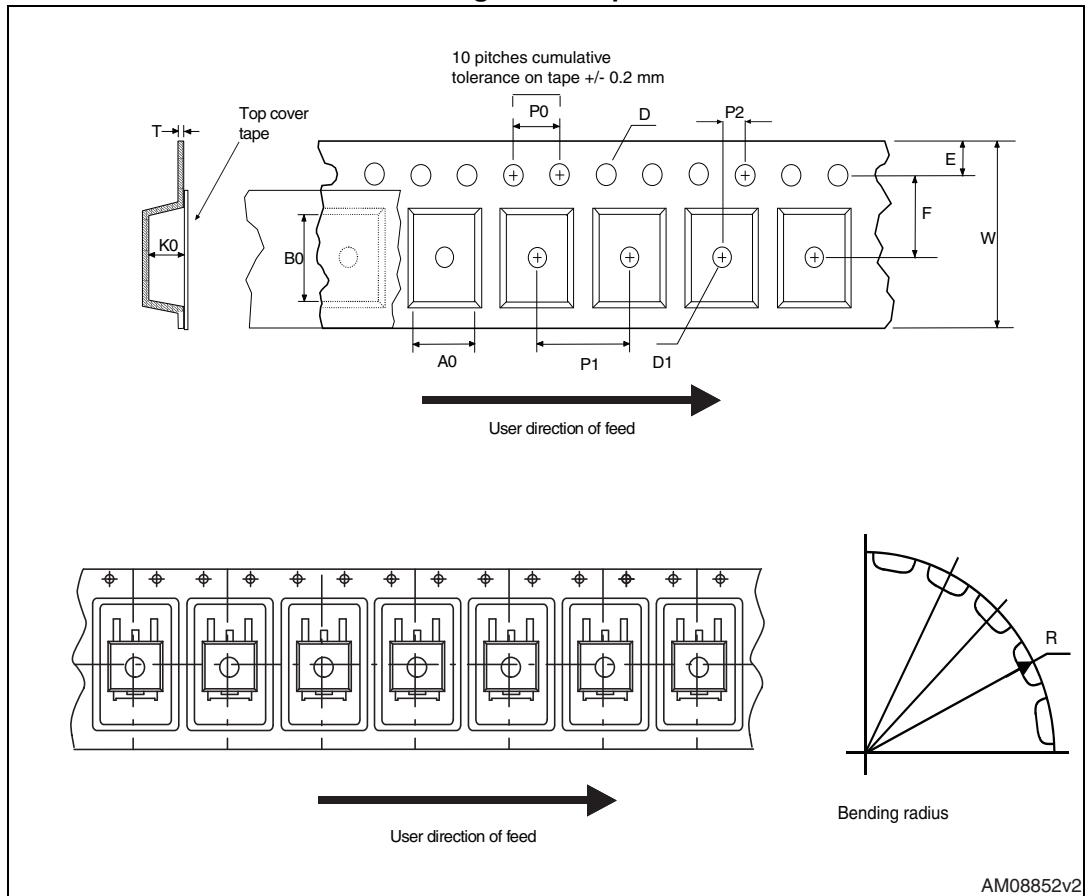 10 pitches cumulative
tolerance on tape +/- 0.2 mm
Top cover
tape
T
P0
D
P2
E
F
W
K0
B0
A0
P1
D1
User direction of feed
R
Bending radius
User direction of feed
AM08852v2